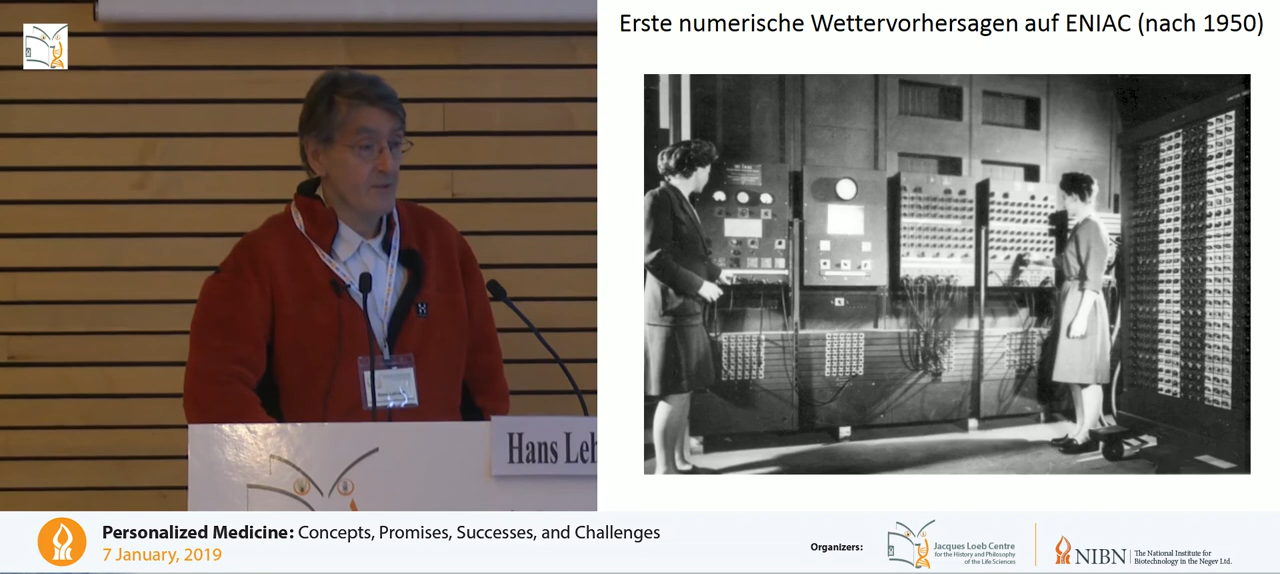 Erste numerische Wettervorhersagen auf ENIAC (nach 1950)
Hans Leh
Personalized Medicine: Concepts, Promises, Successes, and Challenges
7 January, 2019
Organizers:
Jacques Loeb Centre
for the History and Philosophy
of the Life Sciences
NIBN
The National Institute for
Biotechnology in the Negev Ltd.